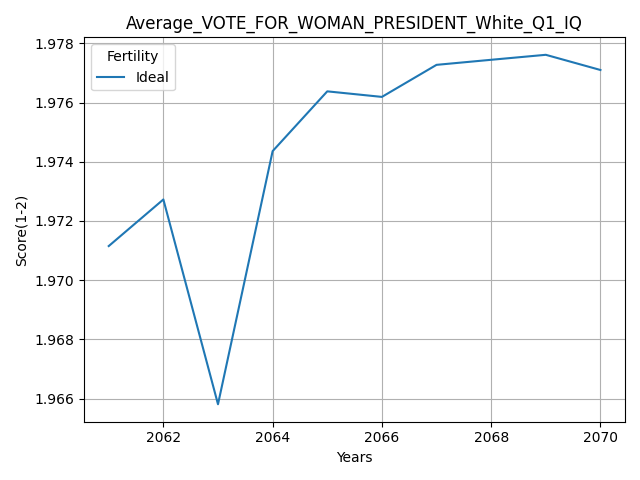 Average_VOTE_FOR_WOMAN_PRESIDENT_White_Q1_IQ
Fertility
Ideal
1.978
1.976
1.974
1.972
1.970
1.968
1.966
Score(1-2)
2062 2064 2066 2068 2070
Years